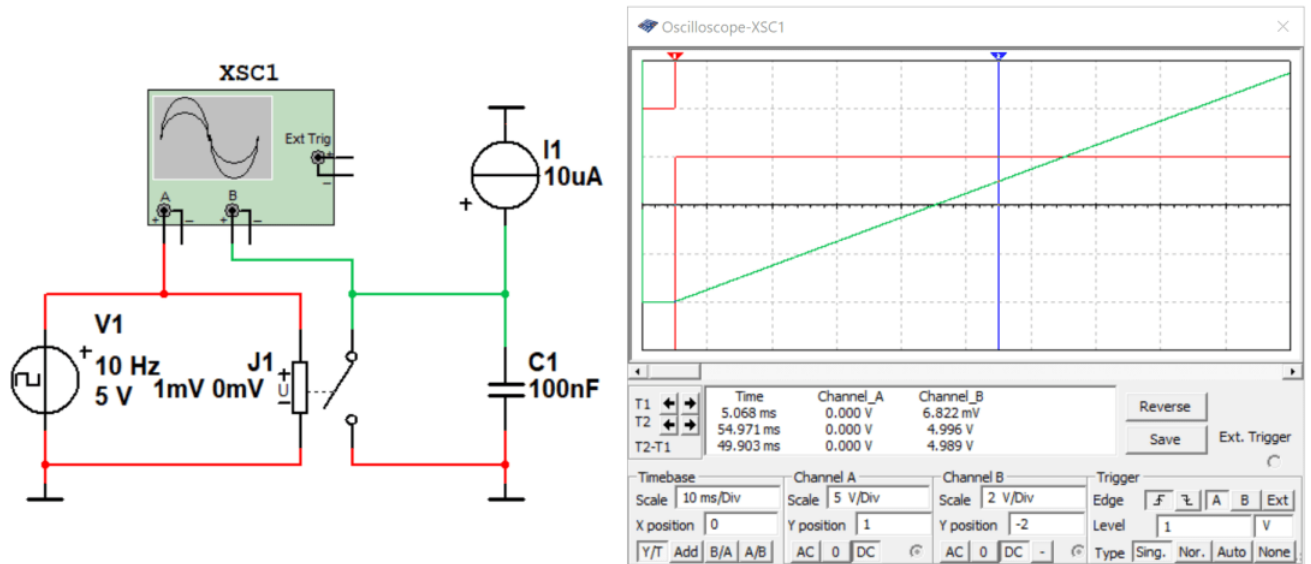 XSC1
Ext Trig
+
−
A
B
+ − + −
I1
10uA
+
V1
+
10 Hz
5 V
J1
1mV 0mV
+
U
C1
100nF
Oscilloscope-XSC1
1
2
T1
T2
T2-T1
Time Channel_A Channel_B
5.068 ms 0.000 V 6.822 mV
54.971 ms 0.000 V 4.996 V
49.903 ms 0.000 V 4.989 V
Reverse
Save
Ext. Trigger
Timebase
Scale 10 ms/Div
X position 0
Y/T Add B/A A/B
Channel A
Scale 5 V/Div
Y position 1
AC 0 DC
Channel B
Scale 2 V/Div
Y position -2
AC 0 DC -
Trigger
Edge A B Ext
Level 1 V
Type Sing. Nor. Auto None